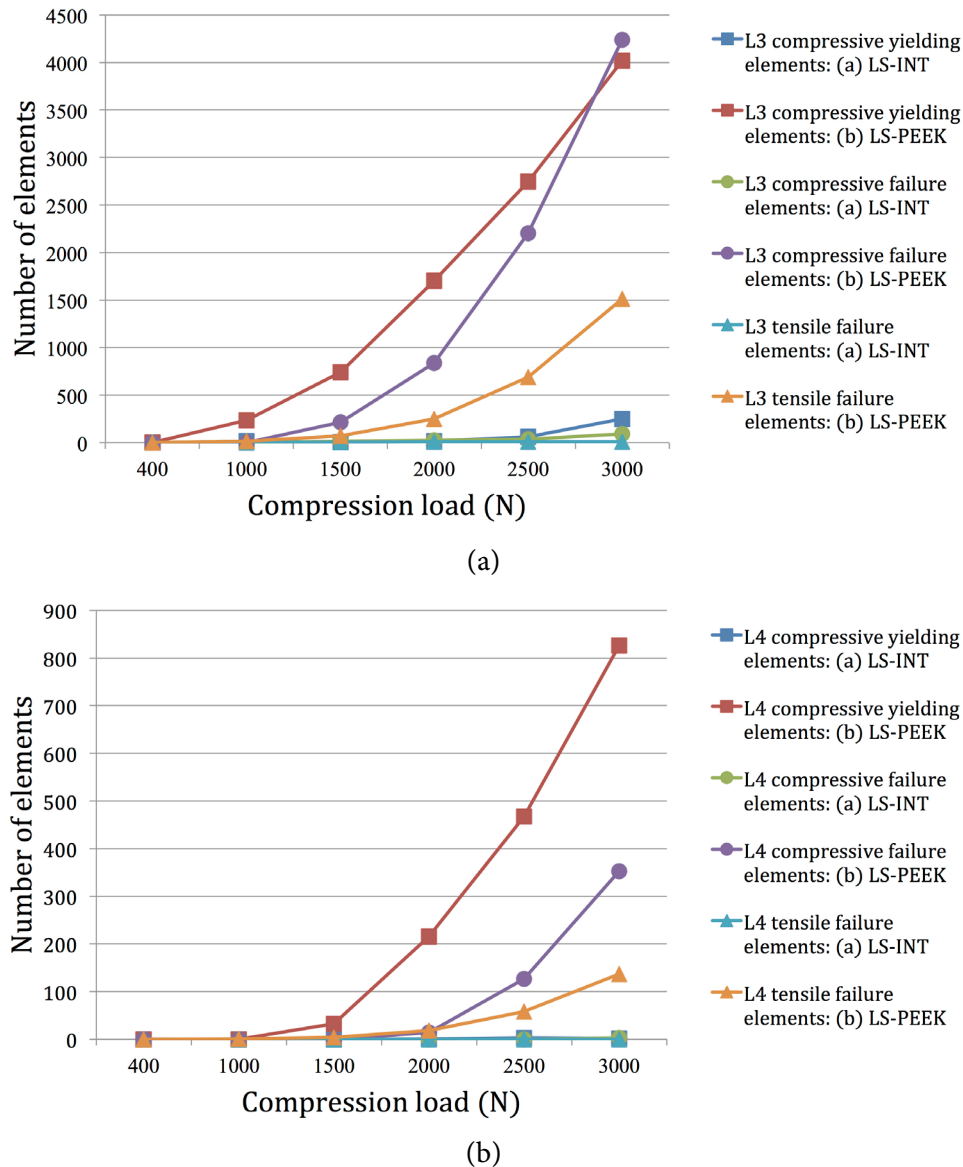 4500
4000
3500
3000
2500
2000
1500
1000
500
0
Number of elements
400 1000 1500 2000 2500 3000
Compression load (N)
L3 compressive yielding
elements: (a) LS-INT
L3 compressive yielding
elements: (b) LS-PEEK
L3 compressive failure
elements: (a) LS-INT
L3 compressive failure
elements: (b) LS-PEEK
L3 tensile failure
elements: (a) LS-INT
L3 tensile failure
elements: (b) LS-PEEK
(a)
900
800
700
600
500
400
300
200
100
0
Number of elements
400 1000 1500 2000 2500 3000
Compression load (N)
L4 compressive yielding
elements: (a) LS-INT
L4 compressive yielding
elements: (b) LS-PEEK
L4 compressive failure
elements: (a) LS-INT
L4 compressive failure
elements: (b) LS-PEEK
L4 tensile failure
elements: (a) LS-INT
L4 tensile failure
elements: (b) LS-PEEK
(b)